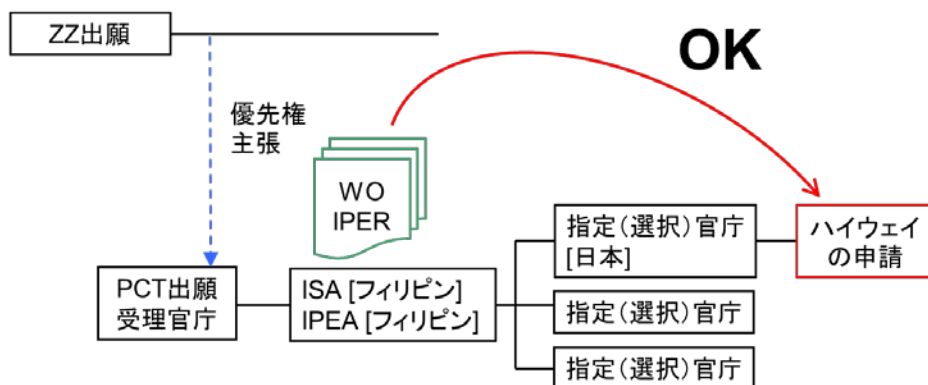 ZZ出願
OK
優先権
主張
WO
IPER
指定(選択)官庁
[日本]
ハイウェイ
の申請
PCT出願
受理官庁
ISA [フィリピン]
IPEA [フィリピン]
指定(選択)官庁
指定(選択)官庁